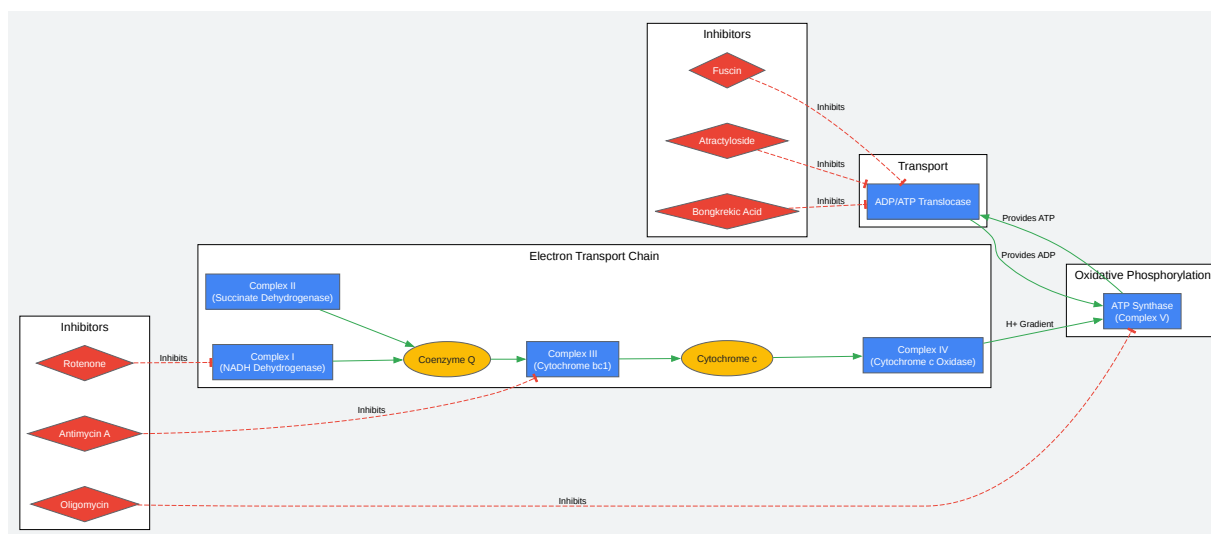 Inhibitors
Fuscin
Inhibits
Atractyloside
Inhibits
Transport
Bongkrekic Acid
Inhibits
ADP/ATP Translocase
Provides ATP
Provides ADP
Electron Transport Chain
Oxidative Phosphorylation
Complex II
(Succinate Dehydrogenase)
ATP Synthase
(Complex V)
H+ Gradient
Inhibitors
Rotenone
Inhibits
Complex I
(NADH Dehydrogenase)
Coenzyme Q
Complex III
(Cytochrome bc1)
Cytochrome c
Complex IV
(Cytochrome c Oxidase)
Inhibits
Antimycin A
Oligomycin
Inhibits